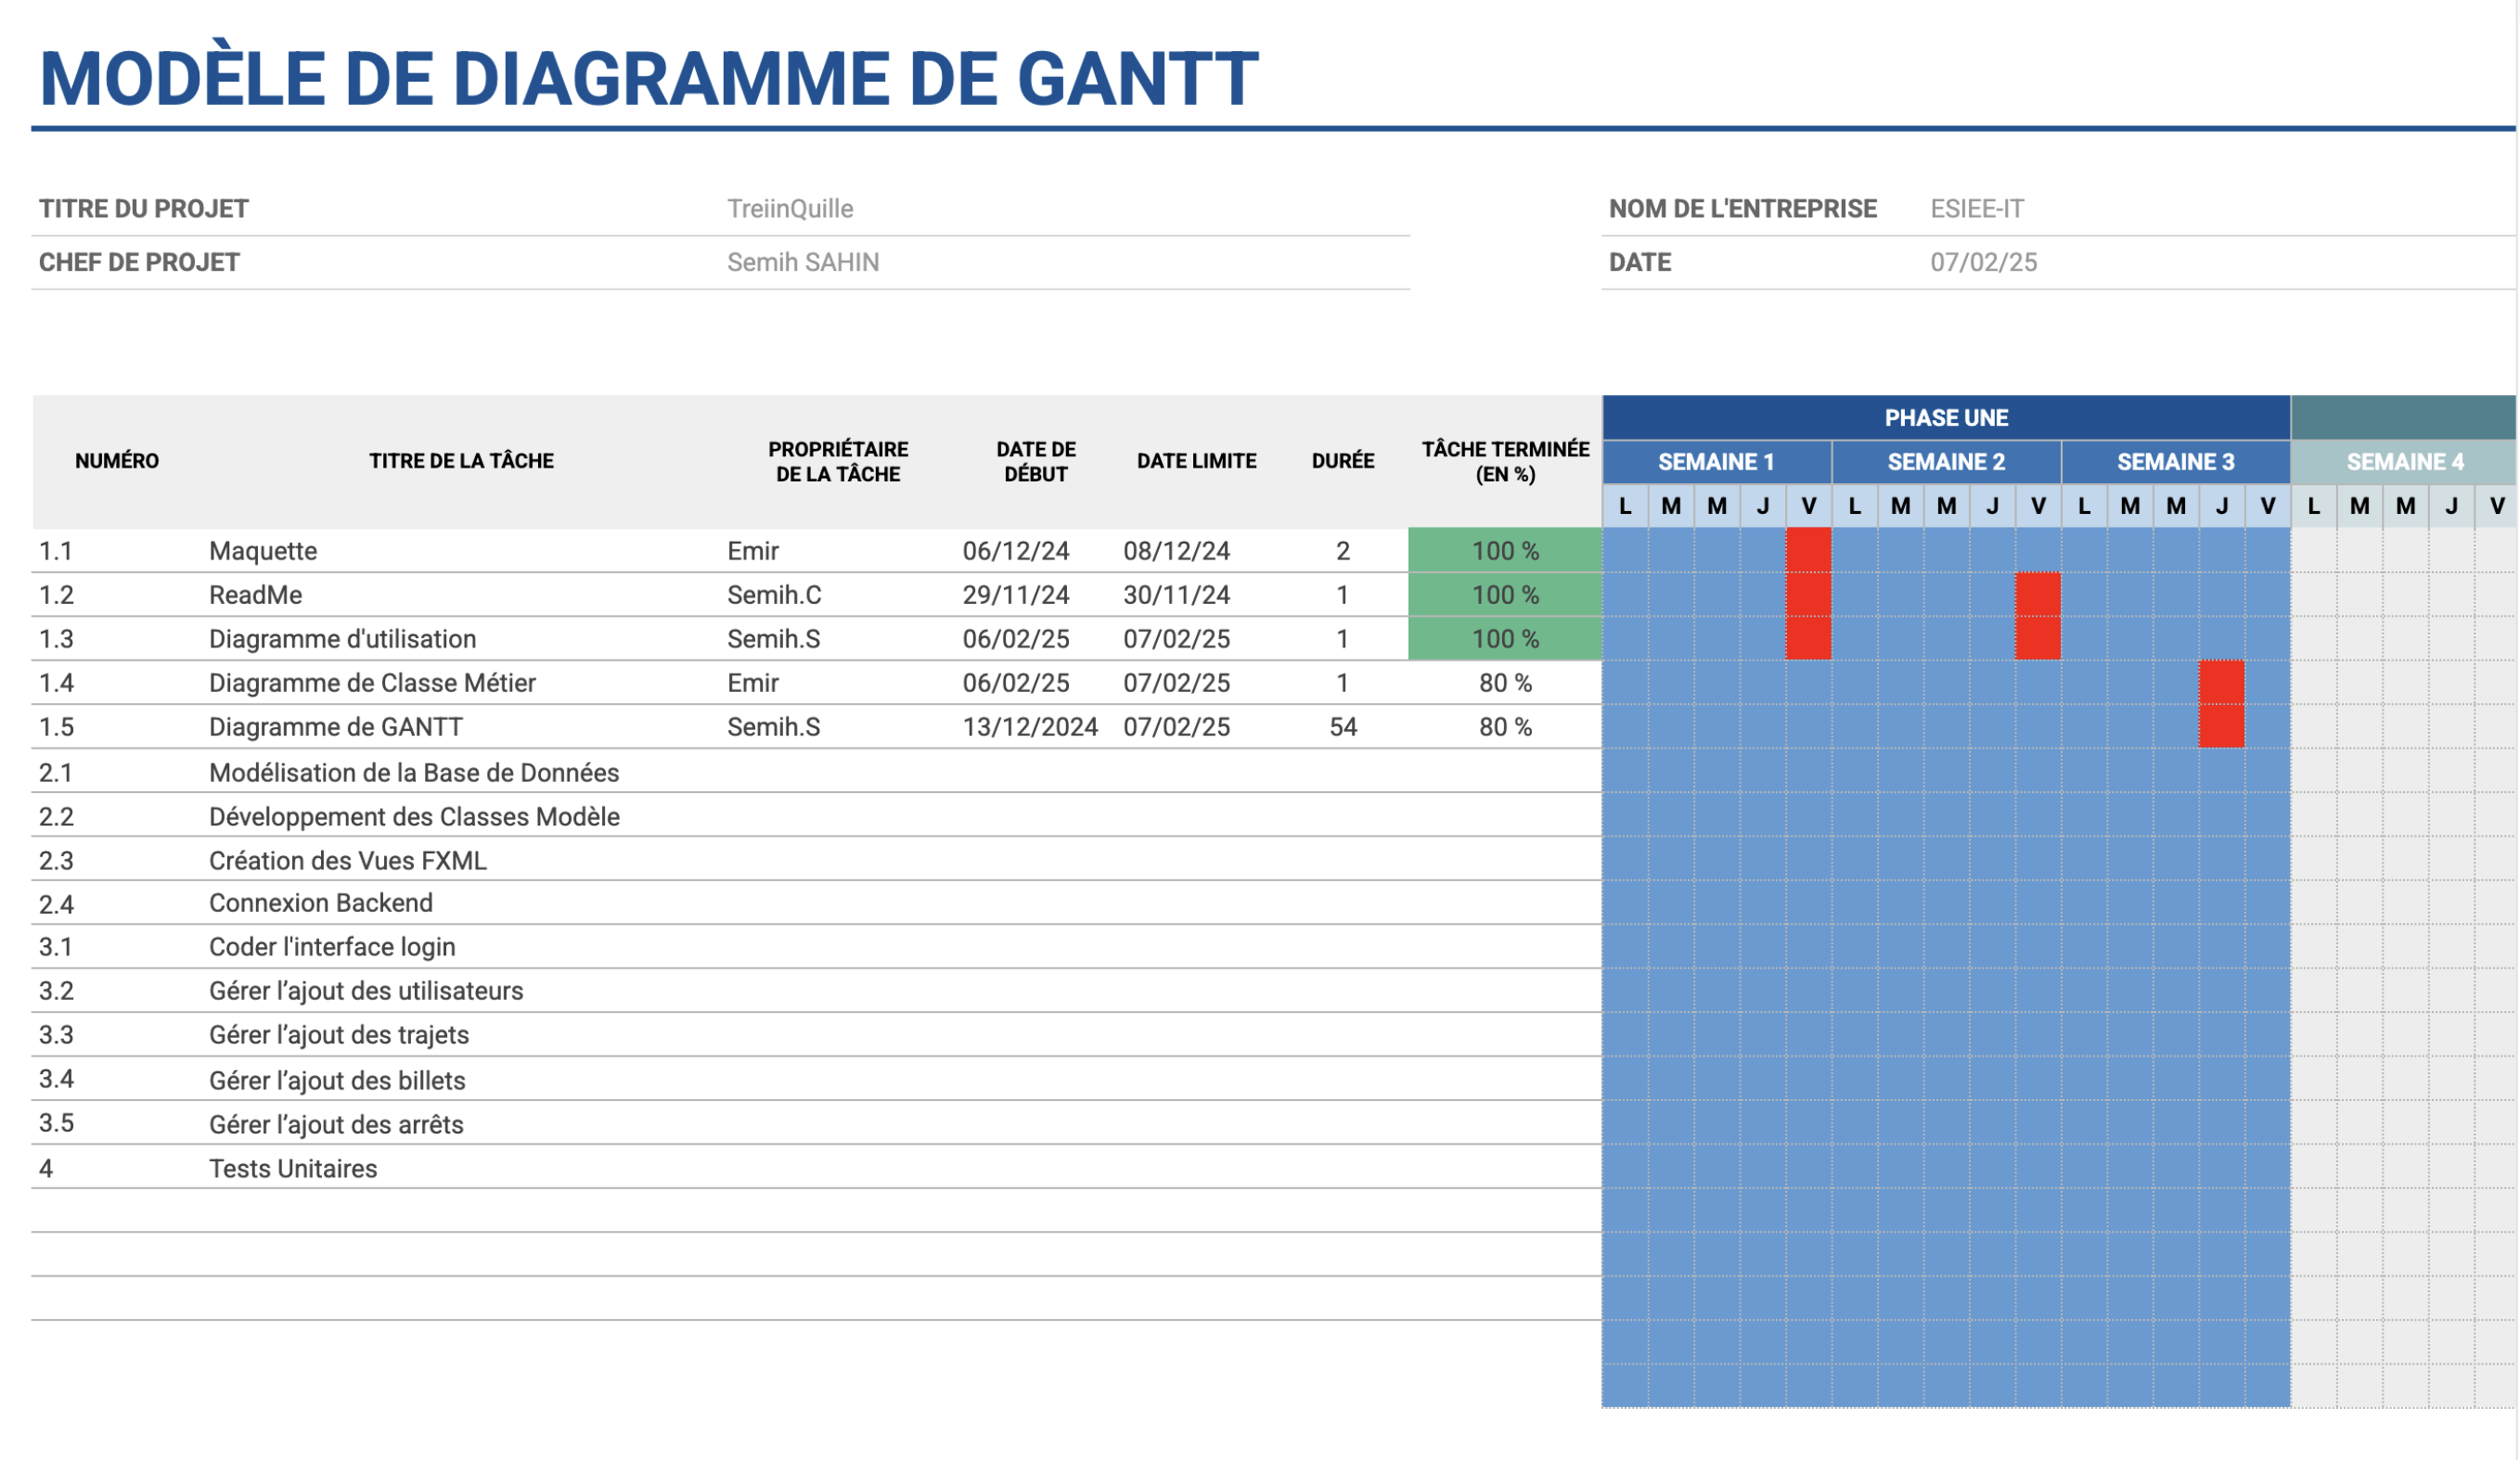 MODÈLE DE DIAGRAMME DE GANTT
TITRE DU PROJET TreiinQuille NOM DE L'ENTREPRISE ESIEE-IT
CHEF DE PROJET Semih SAHIN DATE 07/02/25
NUMÉRO TITRE DE LA TÂCHE PROPRIÉTAIRE DE LA TÂCHE DATE DE DÉBUT DATE LIMITE DURÉE TÂCHE TERMINÉE (EN %) PHASE UNE
SEMAINE 1 SEMAINE 2 SEMAINE 3 SEMAINE 4
L M M J V L M M J V L M M J V L M M J V
1.1 Maquette Emir 06/12/24 08/12/24 2 100 %
1.2 ReadMe Semih.C 29/11/24 30/11/24 1 100 %
1.3 Diagramme d'utilisation Semih.S 06/02/25 07/02/25 1 100 %
1.4 Diagramme de Classe Métier Emir 06/02/25 07/02/25 1 80 %
1.5 Diagramme de GANTT Semih.S 13/12/2024 07/02/25 54 80 %
2.1 Modélisation de la Base de Données
2.2 Développement des Classes Modèle
2.3 Création des Vues FXML
2.4 Connexion Backend
3.1 Coder l'interface login
3.2 Gérer l’ajout des utilisateurs
3.3 Gérer l’ajout des trajets
3.4 Gérer l’ajout des billets
3.5 Gérer l’ajout des arrêts
4 Tests Unitaires